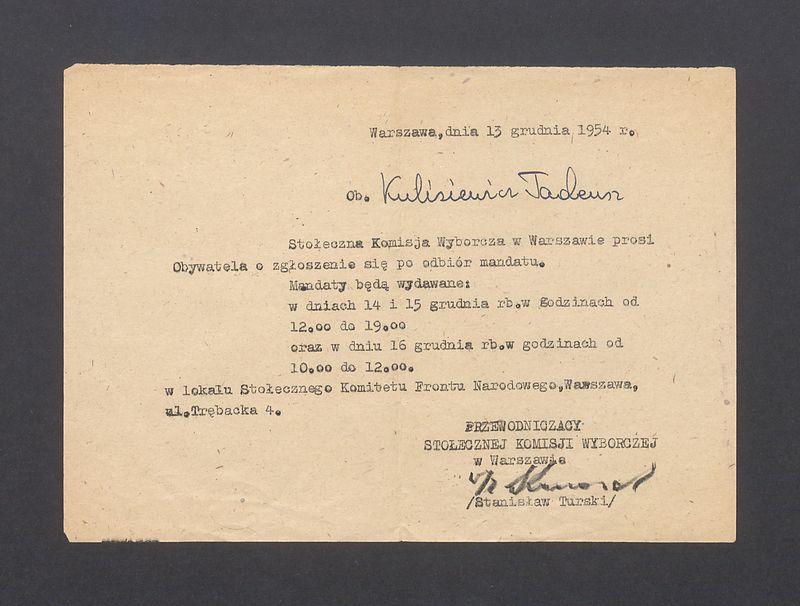 Warszawa,dnia 13 grudnia 1954 r.
Ob. Kulisiewicz Tadeusz
Stołeczna Komisja Wyborcza w Warszawie prosi
Obywatela o zgłoszenie się po odbiór mandatu.
Mandaty będą wydawane:
w dniach 14 i 15 grudnia rb.w godzinach od
12.00 do 19.00
oraz w dniu 16 grudnia rb.w godzinach od
10.00 do 12.00.
w lokalu Stołecznego Komitetu Frontu Narodowego,Warszawa,
ul.Trębacka 4.
PRZEWODNICZACY
STOŁECZNEJ KOMISJI WYBORCZEJ
w Warszawie
/Stanisław Turski/